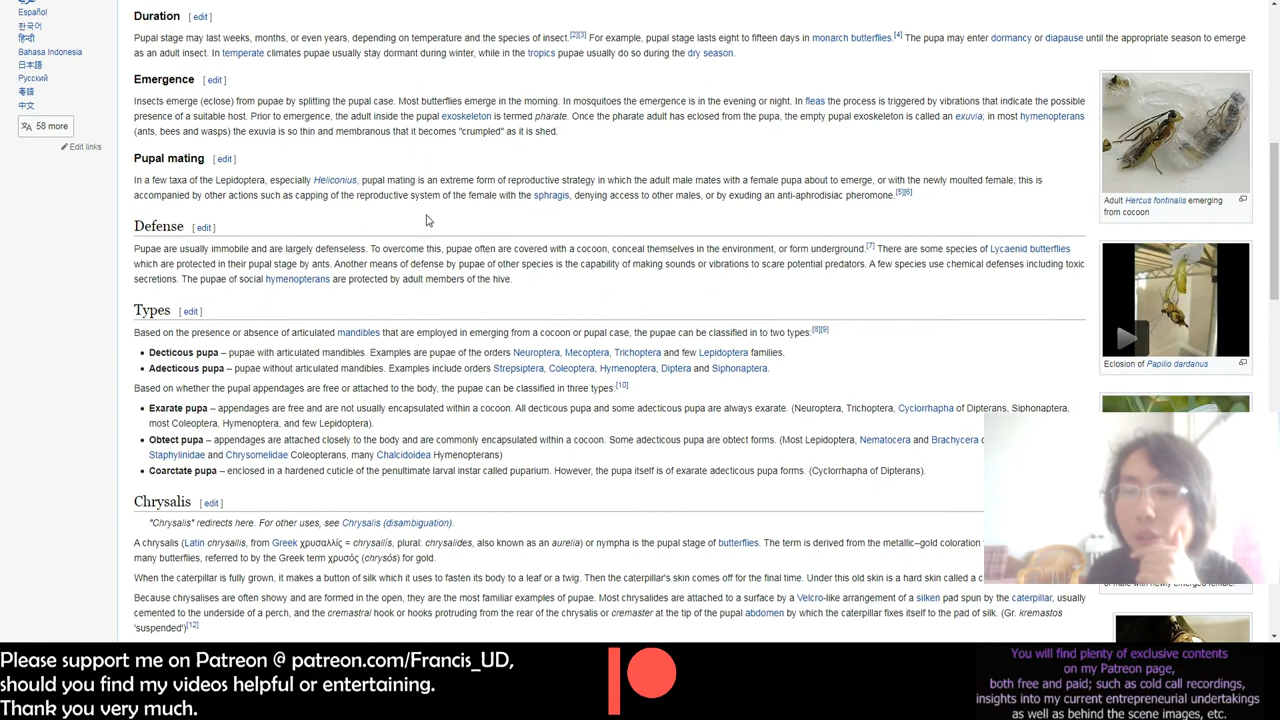 Español
한국어
हिन्दी
Bahasa Indonesia
日本語
Русский
粵語
中文
58 more
Edit links
Duration [ edit ]
Pupal stage may last weeks, months, or even years, depending on temperature and the species of insect.[2][3] For example, pupal stage lasts eight to fifteen days in monarch butterflies.[4] The pupa may enter dormancy or diapause until the appropriate season to emerge
as an adult insect. In temperate climates pupae usually stay dormant during winter, while in the tropics pupae usually do so during the dry season.
Emergence [ edit ]
Insects emerge (eclose) from pupae by splitting the pupal case. Most butterflies emerge in the morning. In mosquitoes the emergence is in the evening or night. In fleas the process is triggered by vibrations that indicate the possible
presence of a suitable host. Prior to emergence, the adult inside the pupal exoskeleton is termed pharate. Once the pharate adult has eclosed from the pupa, the empty pupal exoskeleton is called an exuvia; in most hymenopterans
(ants, bees and wasps) the exuvia is so thin and membranous that it becomes "crumpled" as it is shed.
Pupal mating [ edit ]
In a few taxa of the Lepidoptera, especially Heliconius, pupal mating is an extreme form of reproductive strategy in which the adult male mates with a female pupa about to emerge, or with the newly moulted female; this is
accompanied by other actions such as capping of the reproductive system of the female with the sphragis, denying access to other males, or by exuding an anti-aphrodisiac pheromone.[5][6]
Defense [ edit ]
Pupae are usually immobile and are largely defenseless. To overcome this, pupae often are covered with a cocoon, conceal themselves in the environment, or form underground.[7] There are some species of Lycaenid butterflies
which are protected in their pupal stage by ants. Another means of defense by pupae of other species is the capability of making sounds or vibrations to scare potential predators. A few species use chemical defenses including toxic
secretions. The pupae of social hymenopterans are protected by adult members of the hive.
Types [ edit ]
Based on the presence or absence of articulated mandibles that are employed in emerging from a cocoon or pupal case, the pupae can be classified in to two types:[8][9]
• Decticous pupa – pupae with articulated mandibles. Examples are pupae of the orders Neuroptera, Mecoptera, Trichoptera and few Lepidoptera families.
• Adecticous pupa – pupae without articulated mandibles. Examples include orders Strepsiptera, Coleoptera, Hymenoptera, Diptera and Siphonaptera.
Based on whether the pupal appendages are free or attached to the body, the pupae can be classified in three types:[10]
• Exarate pupa – appendages are free and are not usually encapsulated within a cocoon. All decticous pupa and some adecticous pupa are always exarate. (Neuroptera, Trichoptera, Cyclorrhapha of Dipterans, Siphonaptera,
most Coleoptera, Hymenoptera, and few Lepidoptera).
• Obtect pupa – appendages are attached closely to the body and are commonly encapsulated within a cocoon. Some adecticous pupa are obtect forms. (Most Lepidoptera, Nematocera and Brachycera
Staphylinidae and Chrysomelidae Coleopterans, many Chalcidoidea Hymenopterans)
• Coarctate pupa – enclosed in a hardened cuticle of the penultimate larval instar called puparium. However, the pupa itself is of exarate adecticous pupa forms. (Cyclorrhapha of Dipterans).
Chrysalis [ edit ]
"Chrysalis" redirects here. For other uses, see Chrysalis (disambiguation).
A chrysalis (Latin chrysallis, from Greek χρυσαλλίς = chrysallís, plural: chrysalides, also known as an aurelia) or nympha is the pupal stage of butterflies. The term is derived from the metallic–gold coloration
many butterflies, referred to by the Greek term χρυσός (chrysós) for gold.
When the caterpillar is fully grown, it makes a button of silk which it uses to fasten its body to a leaf or a twig. Then the caterpillar's skin comes off for the final time. Under this old skin is a hard skin called a
Because chrysalises are often showy and are formed in the open, they are the most familiar examples of pupae. Most chrysalides are attached to a surface by a Velcro-like arrangement of a silken pad spun by the caterpillar, usually
cemented to the underside of a perch, and the cremastral hook or hooks protruding from the rear of the chrysalis or cremaster at the tip of the pupal abdomen by which the caterpillar fixes itself to the pad of silk. (Gr. kremastos
'suspended')[12]
Adult Hercus fontinalis emerging
from cocoon
Eclosion of Papilio dardanus
of male with newly emerged female.
Please support me on Patreon @ patreon.com/Francis_UD,
should you find my videos helpful or entertaining.
Thank you very much.
You will find plenty of exclusive contents
on my Patreon page,
both free and paid; such as cold call recordings,
insights into my current entrepreneurial undertakings
as well as behind the scene images, etc.